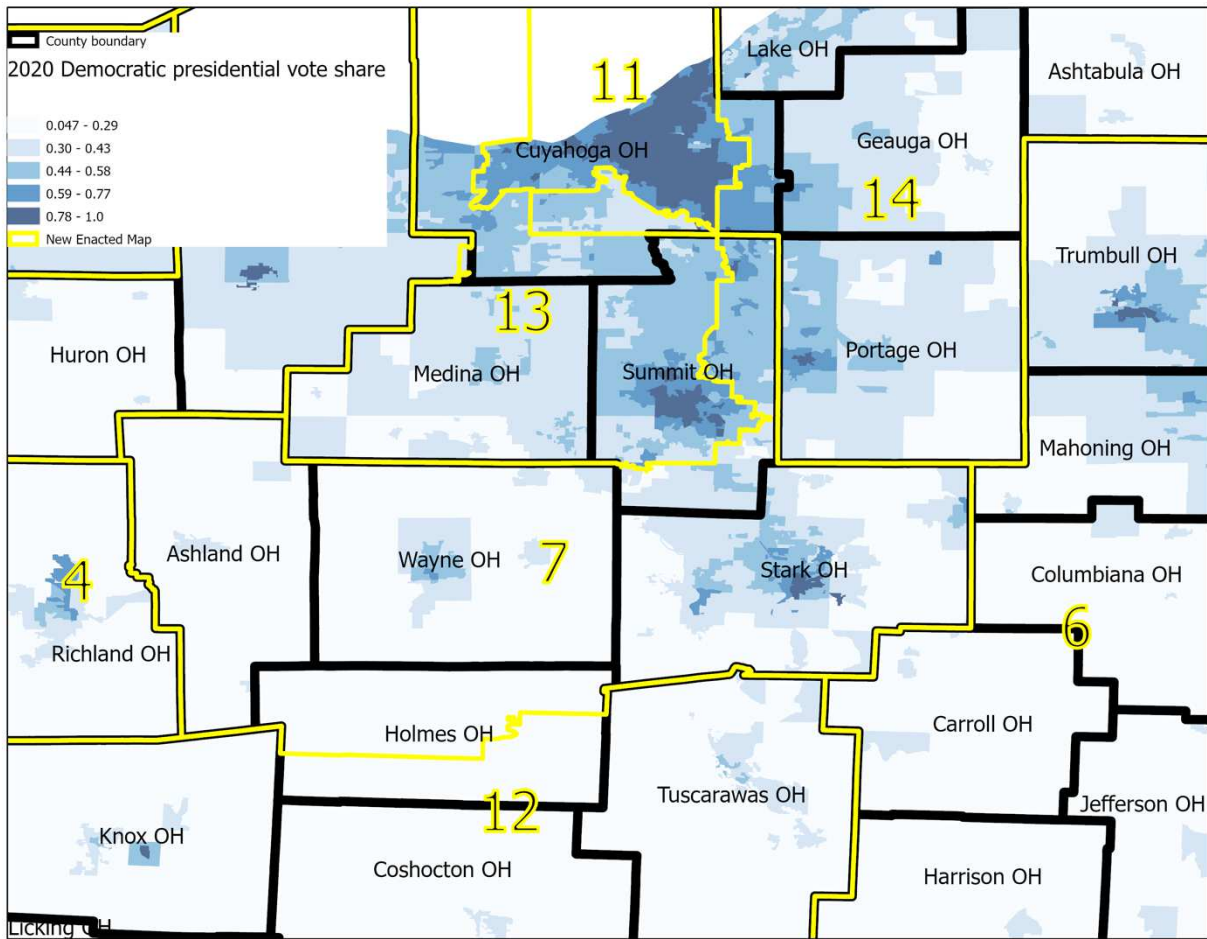 County boundary
2020 Democratic presidential vote share
0.047 - 0.29
0.30 - 0.43
0.44 - 0.58
0.59 - 0.77
0.78 - 1.0
New Enacted Map
11
Lake OH
Ashtabula OH
Cuyahoga OH
Geauga OH
14
Trumbull OH
13
Huron OH
Medina OH
Summit OH
Portage OH
Mahoning OH
Ashland OH
Wayne OH
7
Stark OH
4
Columbiana OH
6
Richland OH
Holmes OH
Carroll OH
12
Tuscarawas OH
Jefferson OH
Knox OH
Coshocton OH
Harrison OH
Licking OH